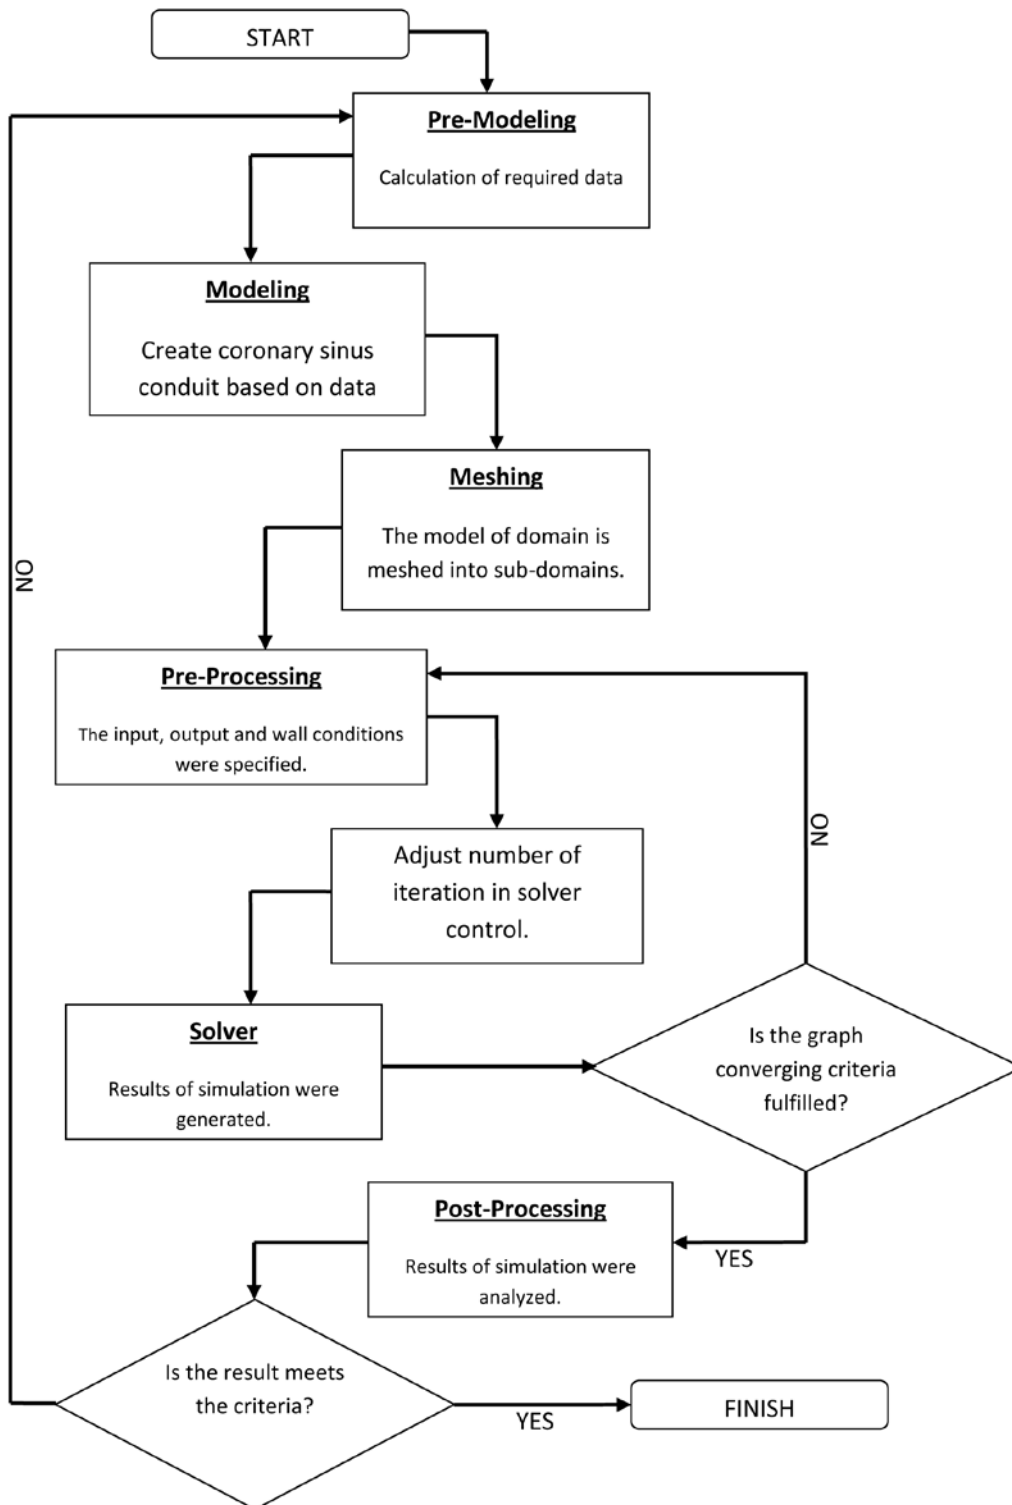 START
Pre-Modeling
Calculation of required data
Modeling
Create coronary sinus
conduit based on data
Meshing
The model of domain is
meshed into sub-domains.
NO
Pre-Processing
The input, output and wall conditions
were specified.
NO
Adjust number of
iteration in solver
control.
Solver
Results of simulation were
generated.
Is the graph
converging criteria
fulfilled?
Post-Processing
Results of simulation were
analyzed.
YES
Is the result meets
the criteria?
YES
FINISH